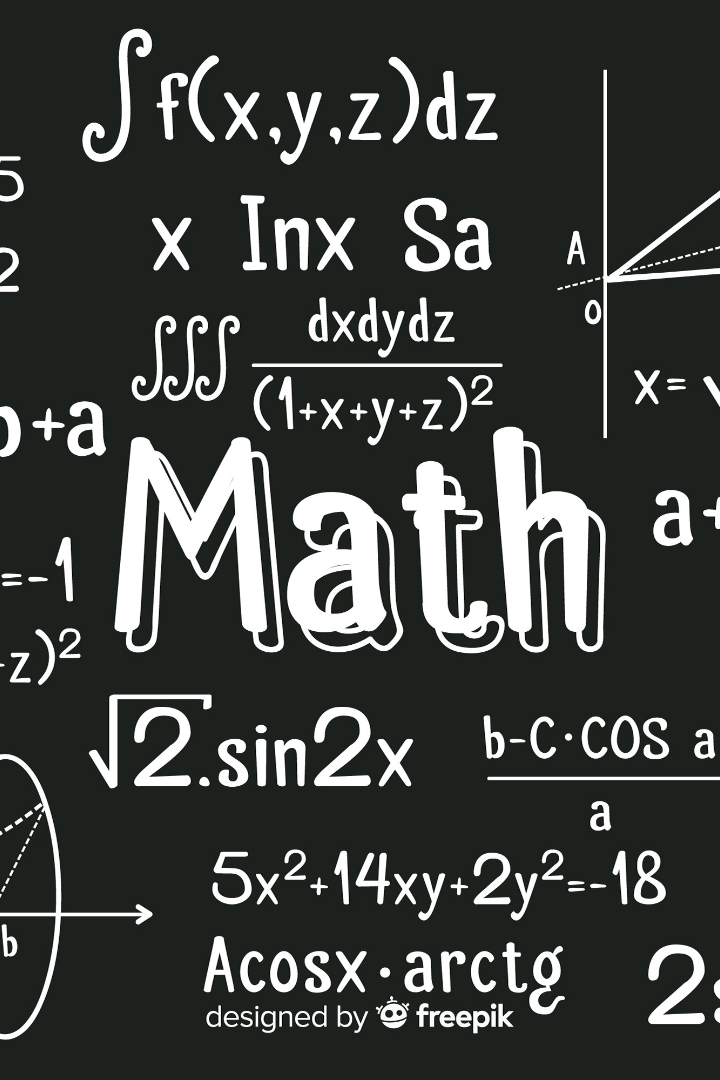 ∫f(x,y,z)dz
5
x Inx Sa
2
A
O
∭ dxdydz
(1+x+y+z)²
x=
b+a
Math
a+
=-1
z)²
√2.sin2x
b-C·COS a
a
5x²+14xy+2y²=-18
b
Acosx·arctg
designed by freepik
2